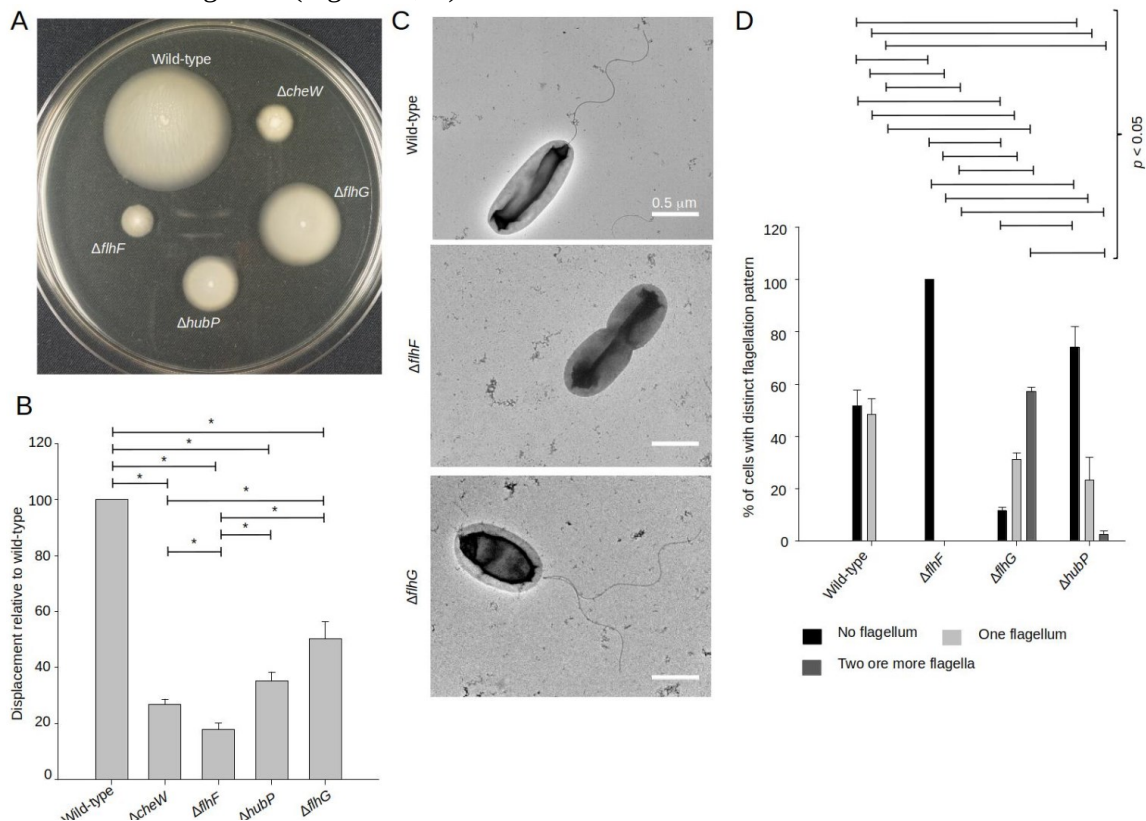 A
Wild-type
ΔcheW
ΔflhG
ΔflhF
ΔhubP
B
120
100
80
60
40
20
0
Displacement relative to wild-type
*
*
*
*
*
*
*
*
Wild-type
ΔcheW
ΔflhF
ΔhubP
ΔflhG
C
Wild-type
0.5 μm
ΔflhF
ΔflhG
D
p < 0.05
120
100
80
60
40
20
0
% of cells with distinct flagellation pattern
Wild-type
ΔflhF
ΔflhG
ΔhubP
No flagellum
One flagellum
Two ore more flagella